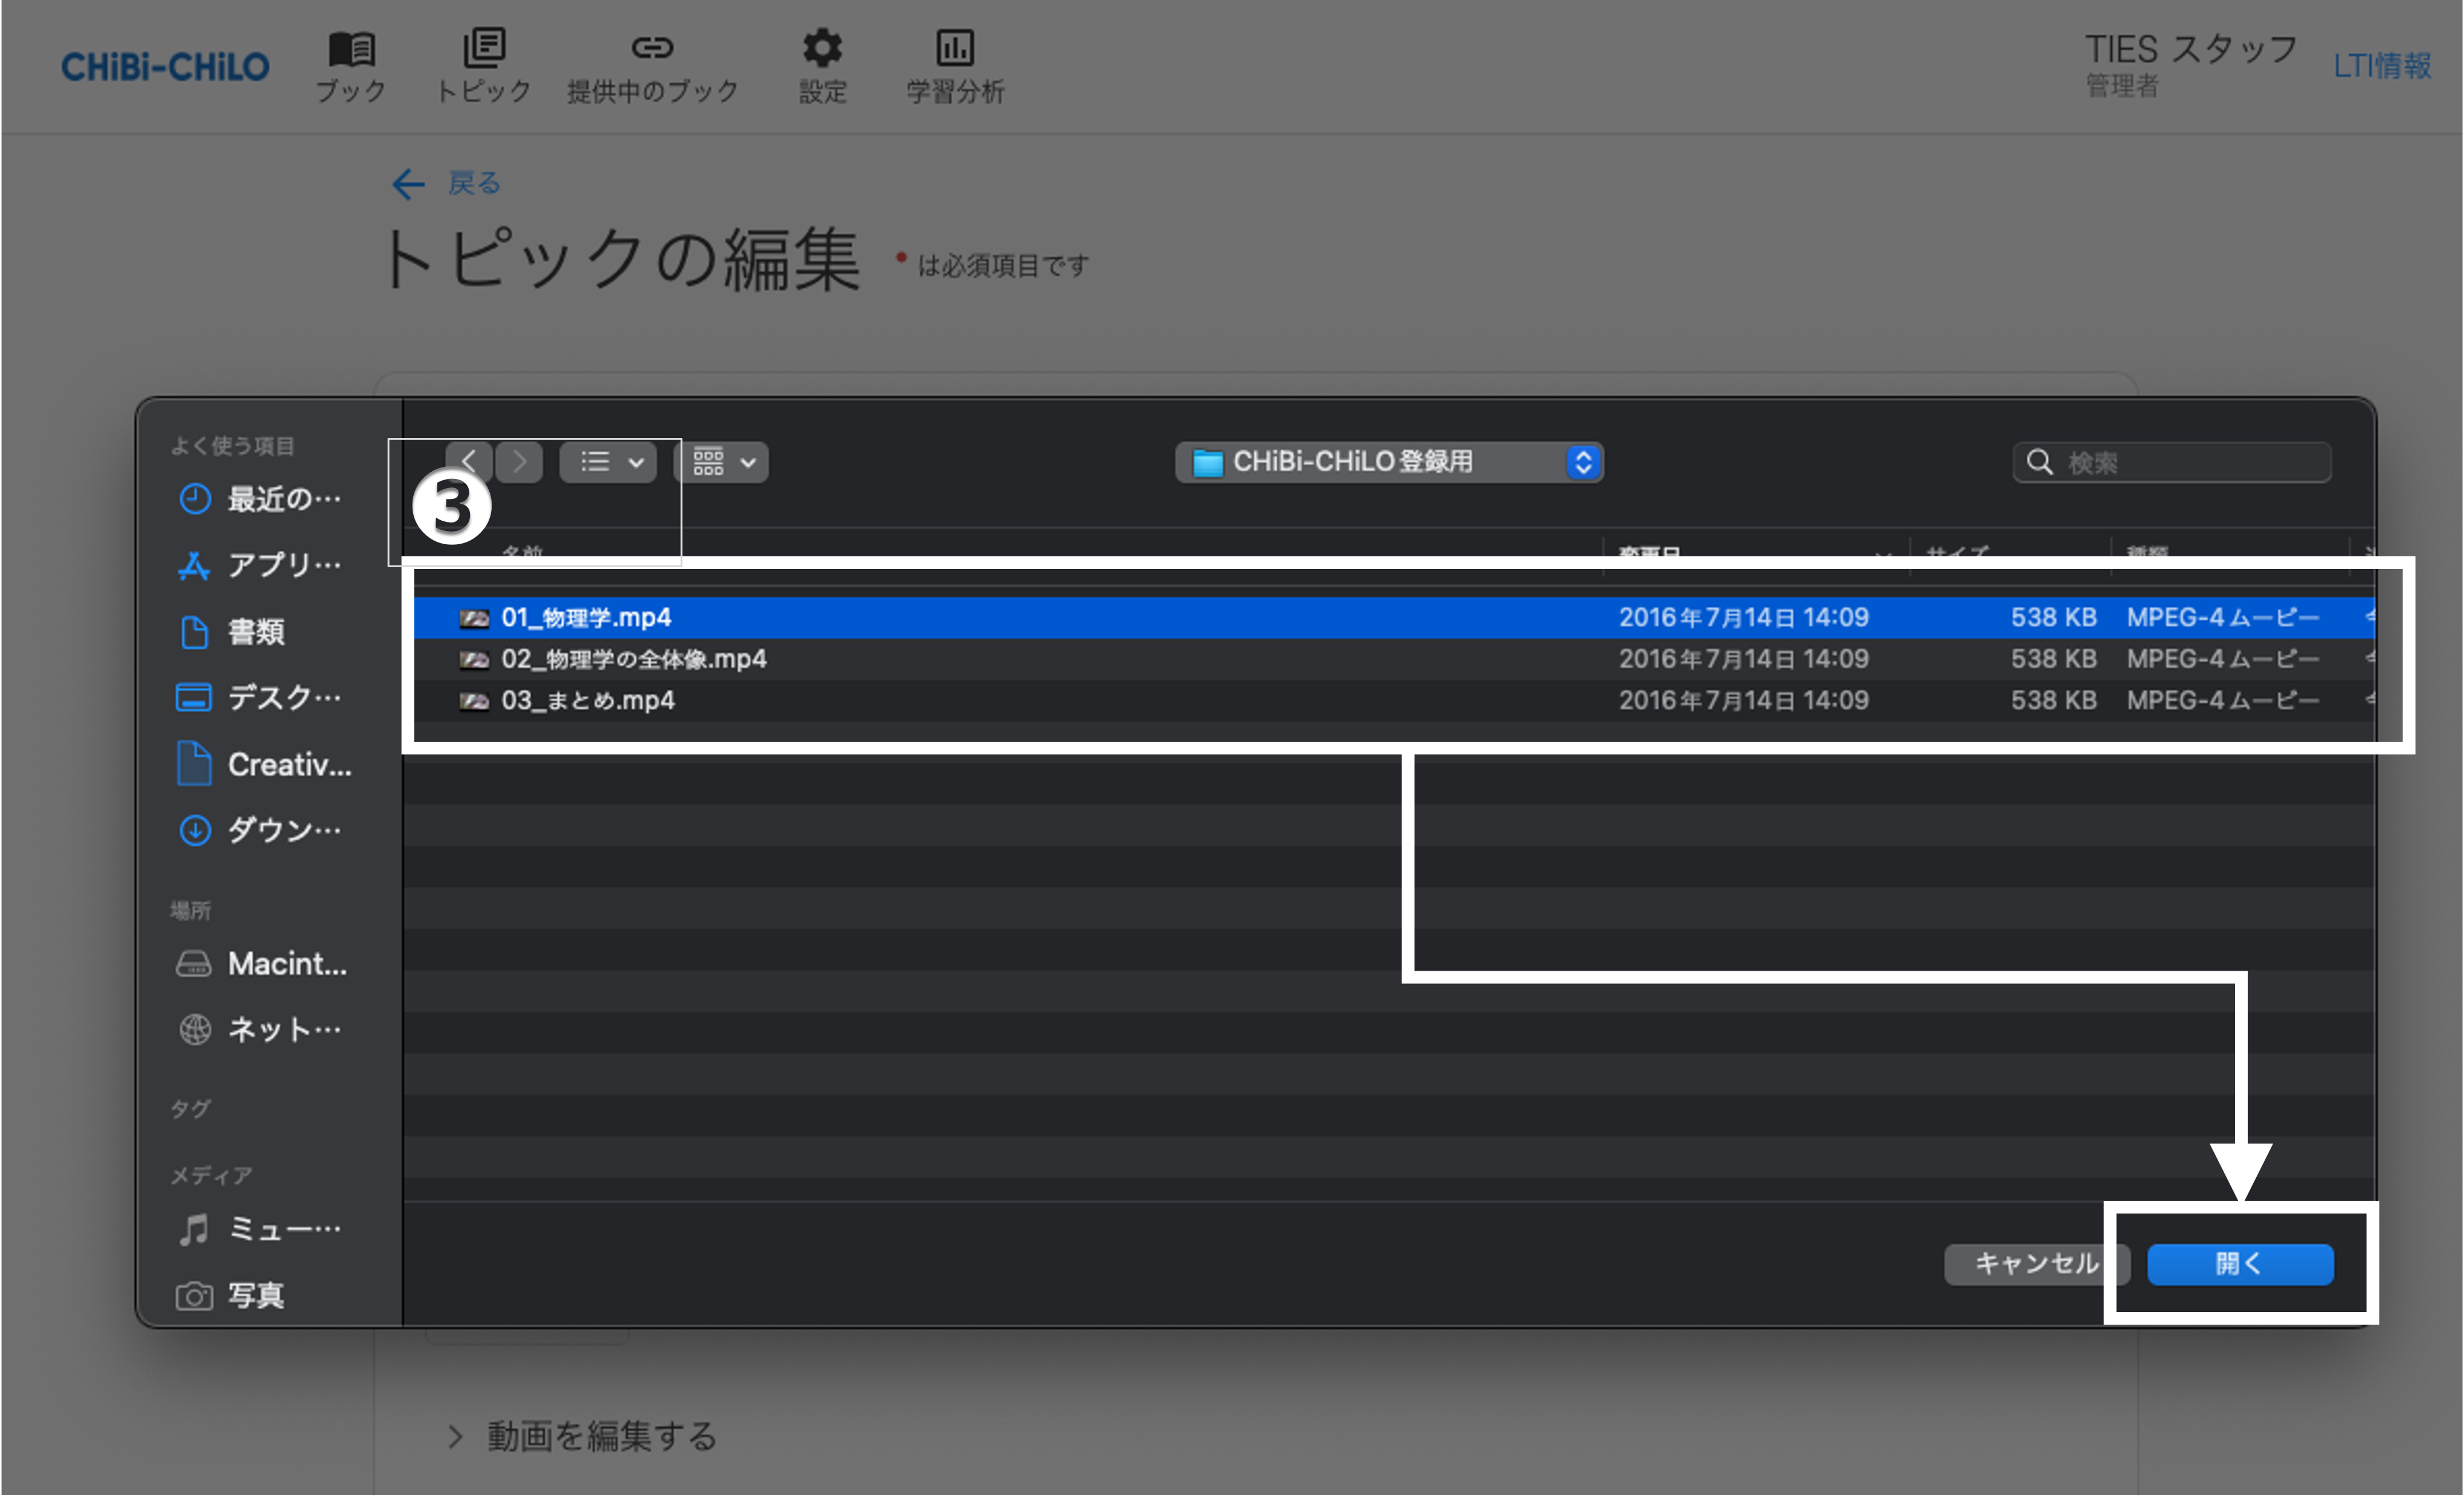 CHiBi-CHiLO
ブック
トピック
提供中のブック
設定
学習分析
TIES スタッフ
管理者
LTI情報
戻る
トピックの編集
* は必須項目です
よく使う項目
最近の…
アプリ…
書類
デスク…
Creativ...
ダウン…
場所
Macint...
ネット…
タグ
メディア
ミュー…
写真
3
CHiBi-CHiLO登録用
検索
名前 変更日 サイズ 種類
01_物理学.mp4 2016年7月14日 14:09 538 KB MPEG-4ムービー
02_物理学の全体像.mp4 2016年7月14日 14:09 538 KB MPEG-4ムービー
03_まとめ.mp4 2016年7月14日 14:09 538 KB MPEG-4ムービー
キャンセル
開く
動画を編集する